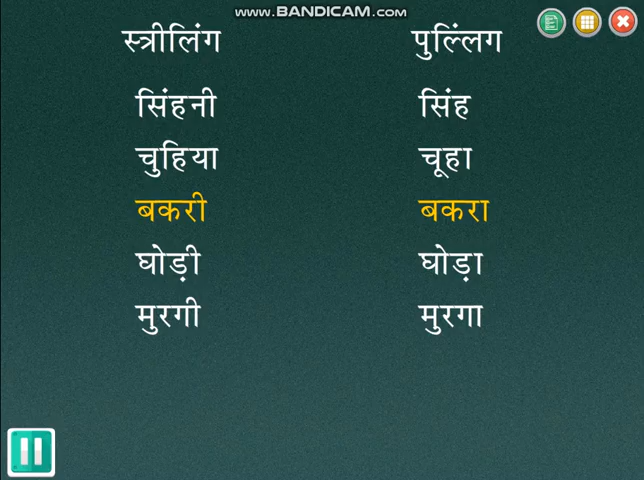 www.BANDICAM.com
स्त्रीलिंग पुल्लिंग
सिंहनी सिंह
चुहिया चूहा
बकरी बकरा
घोड़ी घोड़ा
मुरगी मुरगा